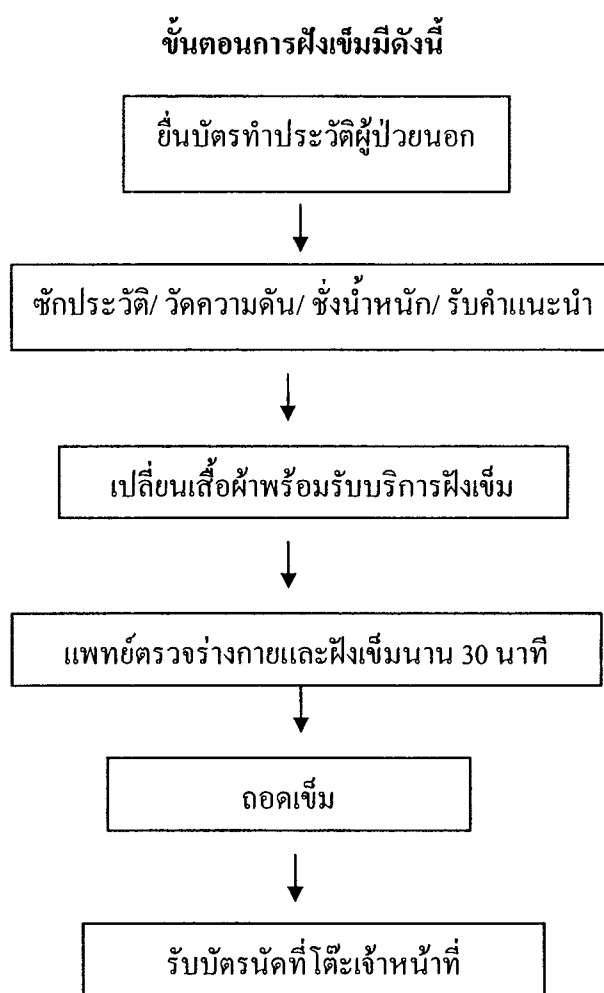 ขั้นตอนการฝังเข็มมีดังนี้
ยื่นบัตรทำประวัติผู้ป่วยนอก
ซักประวัติ/ วัดความดัน/ ชั่งน้ำหนัก/ รับคำแนะนำ
เปลี่ยนเสื้อผ้าพร้อมรับบริการฝังเข็ม
แพทย์ตรวจร่างกายและฝังเข็มนาน 30 นาที
ถอดเข็ม
รับบัตรนัดที่โต๊ะเจ้าหน้าที่